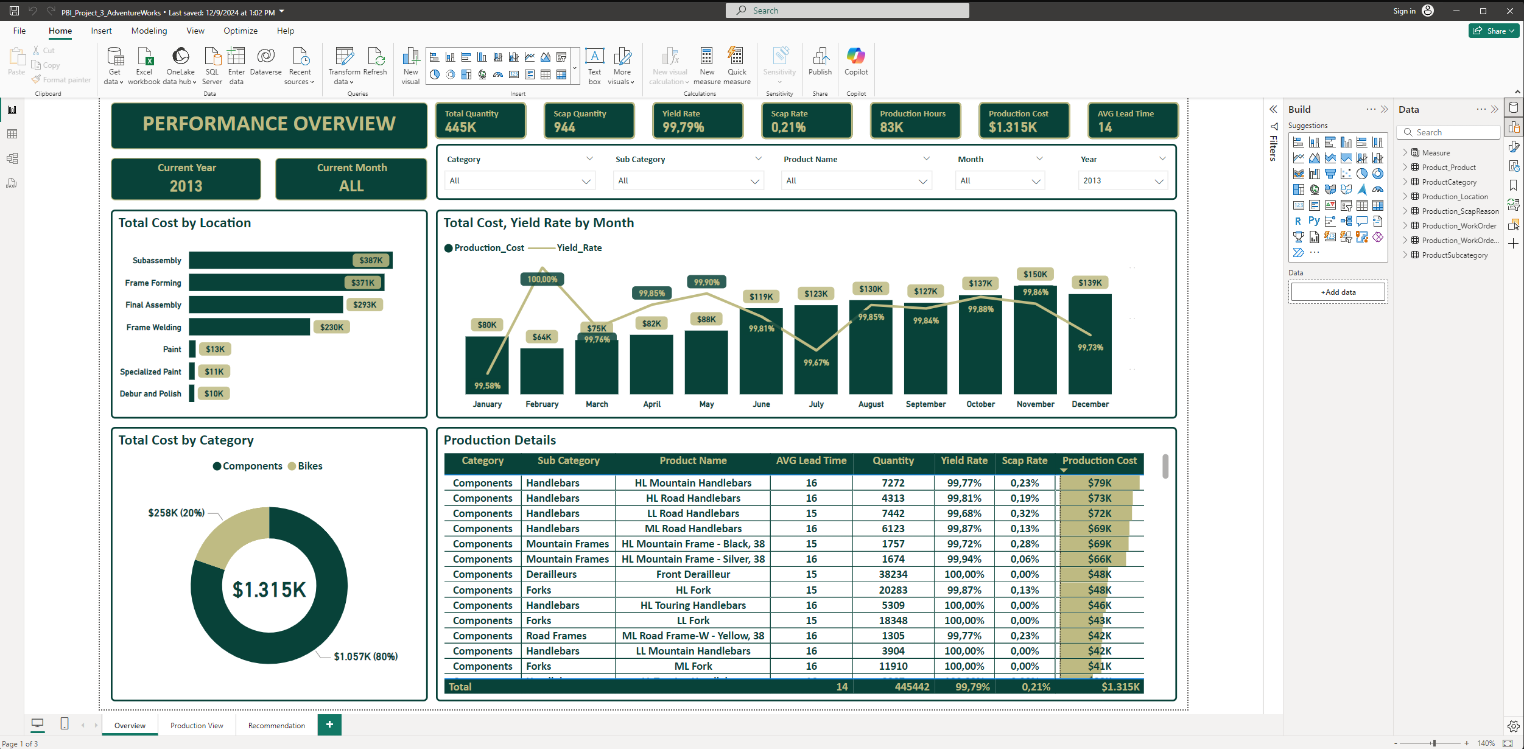 PBI_Project_3_AdventureWorks • Last saved: 12/9/2024 at 1:02 PM
Search
Sign in
File Home Insert Modeling View Optimize Help
Share
Paste
Cut
Copy
Format painter
Clipboard
Get data
Excel workbook
OneLake data hub
SQL Server
Enter data
Dataverse
Recent sources
Data
Transform data
Refresh
Queries
New visual
Text box
More visuals
Insert
New visual calculation
New measure
Quick measure
Calculations
Sensitivity
Sensitivity
Publish
Share
Copilot
Copilot
PERFORMANCE OVERVIEW
Current Year
2013
Current Month
ALL
Total Quantity
445K
Scap Quantity
944
Yield Rate
99,79%
Scap Rate
0,21%
Production Hours
83K
Production Cost
$1.315K
AVG Lead Time
14
Category
All
Sub Category
All
Product Name
All
Month
All
Year
2013
Total Cost by Location
Subassembly $387K
Frame Forming $371K
Final Assembly $293K
Frame Welding $230K
Paint $13K
Specialized Paint $11K
Debur and Polish $10K
Total Cost, Yield Rate by Month
Production_Cost Yield_Rate
$80K $64K $75K $82K $88K $119K $123K $130K $127K $137K $150K $139K
99,58% 100,00% 99,76% 99,85% 99,90% 99,81% 99,67% 99,85% 99,84% 99,88% 99,86% 99,73%
January February March April May June July August September October November December
Total Cost by Category
Components Bikes
$258K (20%)
$1.315K
$1.057K (80%)
Production Details
Category Sub Category Product Name AVG Lead Time Quantity Yield Rate Scap Rate Production Cost
Components Handlebars HL Mountain Handlebars 16 7272 99,77% 0,23% $79K
Components Handlebars HL Road Handlebars 16 4313 99,81% 0,19% $73K
Components Handlebars LL Road Handlebars 15 7442 99,68% 0,32% $72K
Components Handlebars ML Road Handlebars 16 6123 99,87% 0,13% $69K
Components Mountain Frames HL Mountain Frame - Black, 38 15 1757 99,72% 0,28% $69K
Components Mountain Frames HL Mountain Frame - Silver, 38 16 1674 99,94% 0,06% $66K
Components Derailleurs Front Derailleur 15 38234 100,00% 0,00% $48K
Components Forks HL Fork 15 20283 99,87% 0,13% $48K
Components Handlebars HL Touring Handlebars 16 5309 100,00% 0,00% $46K
Components Forks LL Fork 15 18348 100,00% 0,00% $43K
Components Road Frames ML Road Frame-W - Yellow, 38 16 1305 99,77% 0,23% $42K
Components Handlebars LL Mountain Handlebars 16 3904 100,00% 0,00% $42K
Components Forks ML Fork 16 11910 100,00% 0,00% $41K
Total 14 445442 99,79% 0,21% $1.315K
Filters
Build
Suggestions
R Py
Data
+Add data
Data
Search
Measure
Product_Product
ProductCategory
Production_Location
Production_ScapReason
Production_WorkOrder
Production_WorkOrde...
ProductSubcategory
Overview Production View Recommendation +
Page 1 of 3
- + 140%